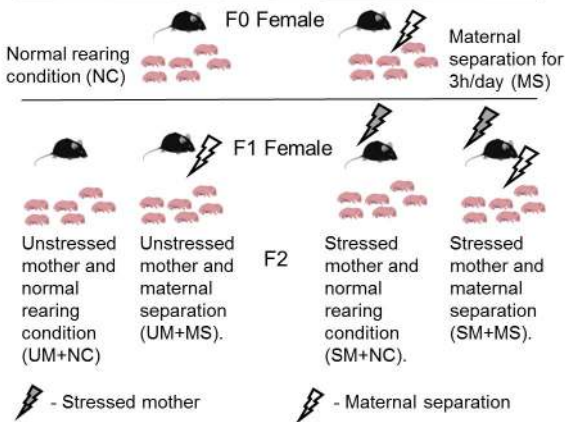 F0 Female
Normal rearing
condition (NC)
Maternal
separation for
3h/day (MS)
F1 Female
Unstressed
mother and
normal
rearing
condition
(UM+NC)
Unstressed
mother and
maternal
separation
(UM+MS).
F2
Stressed
mother and
normal
rearing
condition
(SM+NC).
Stressed
mother and
maternal
separation
(SM+MS).
- Stressed mother
- Maternal separation